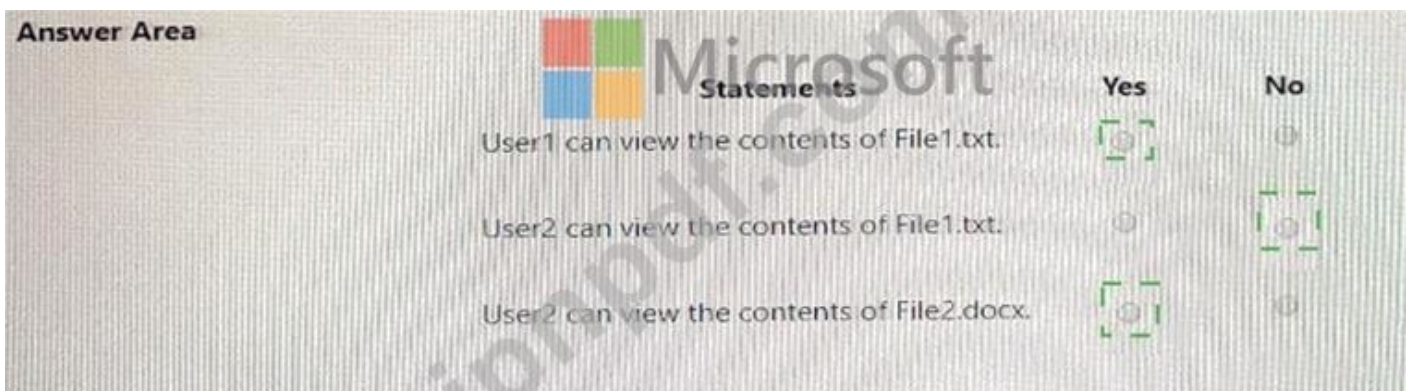 Answer Area
Microsoft
Statements Yes No
User1 can view the contents of File1.txt.
User2 can view the contents of File1.txt.
User2 can view the contents of File2.docx.